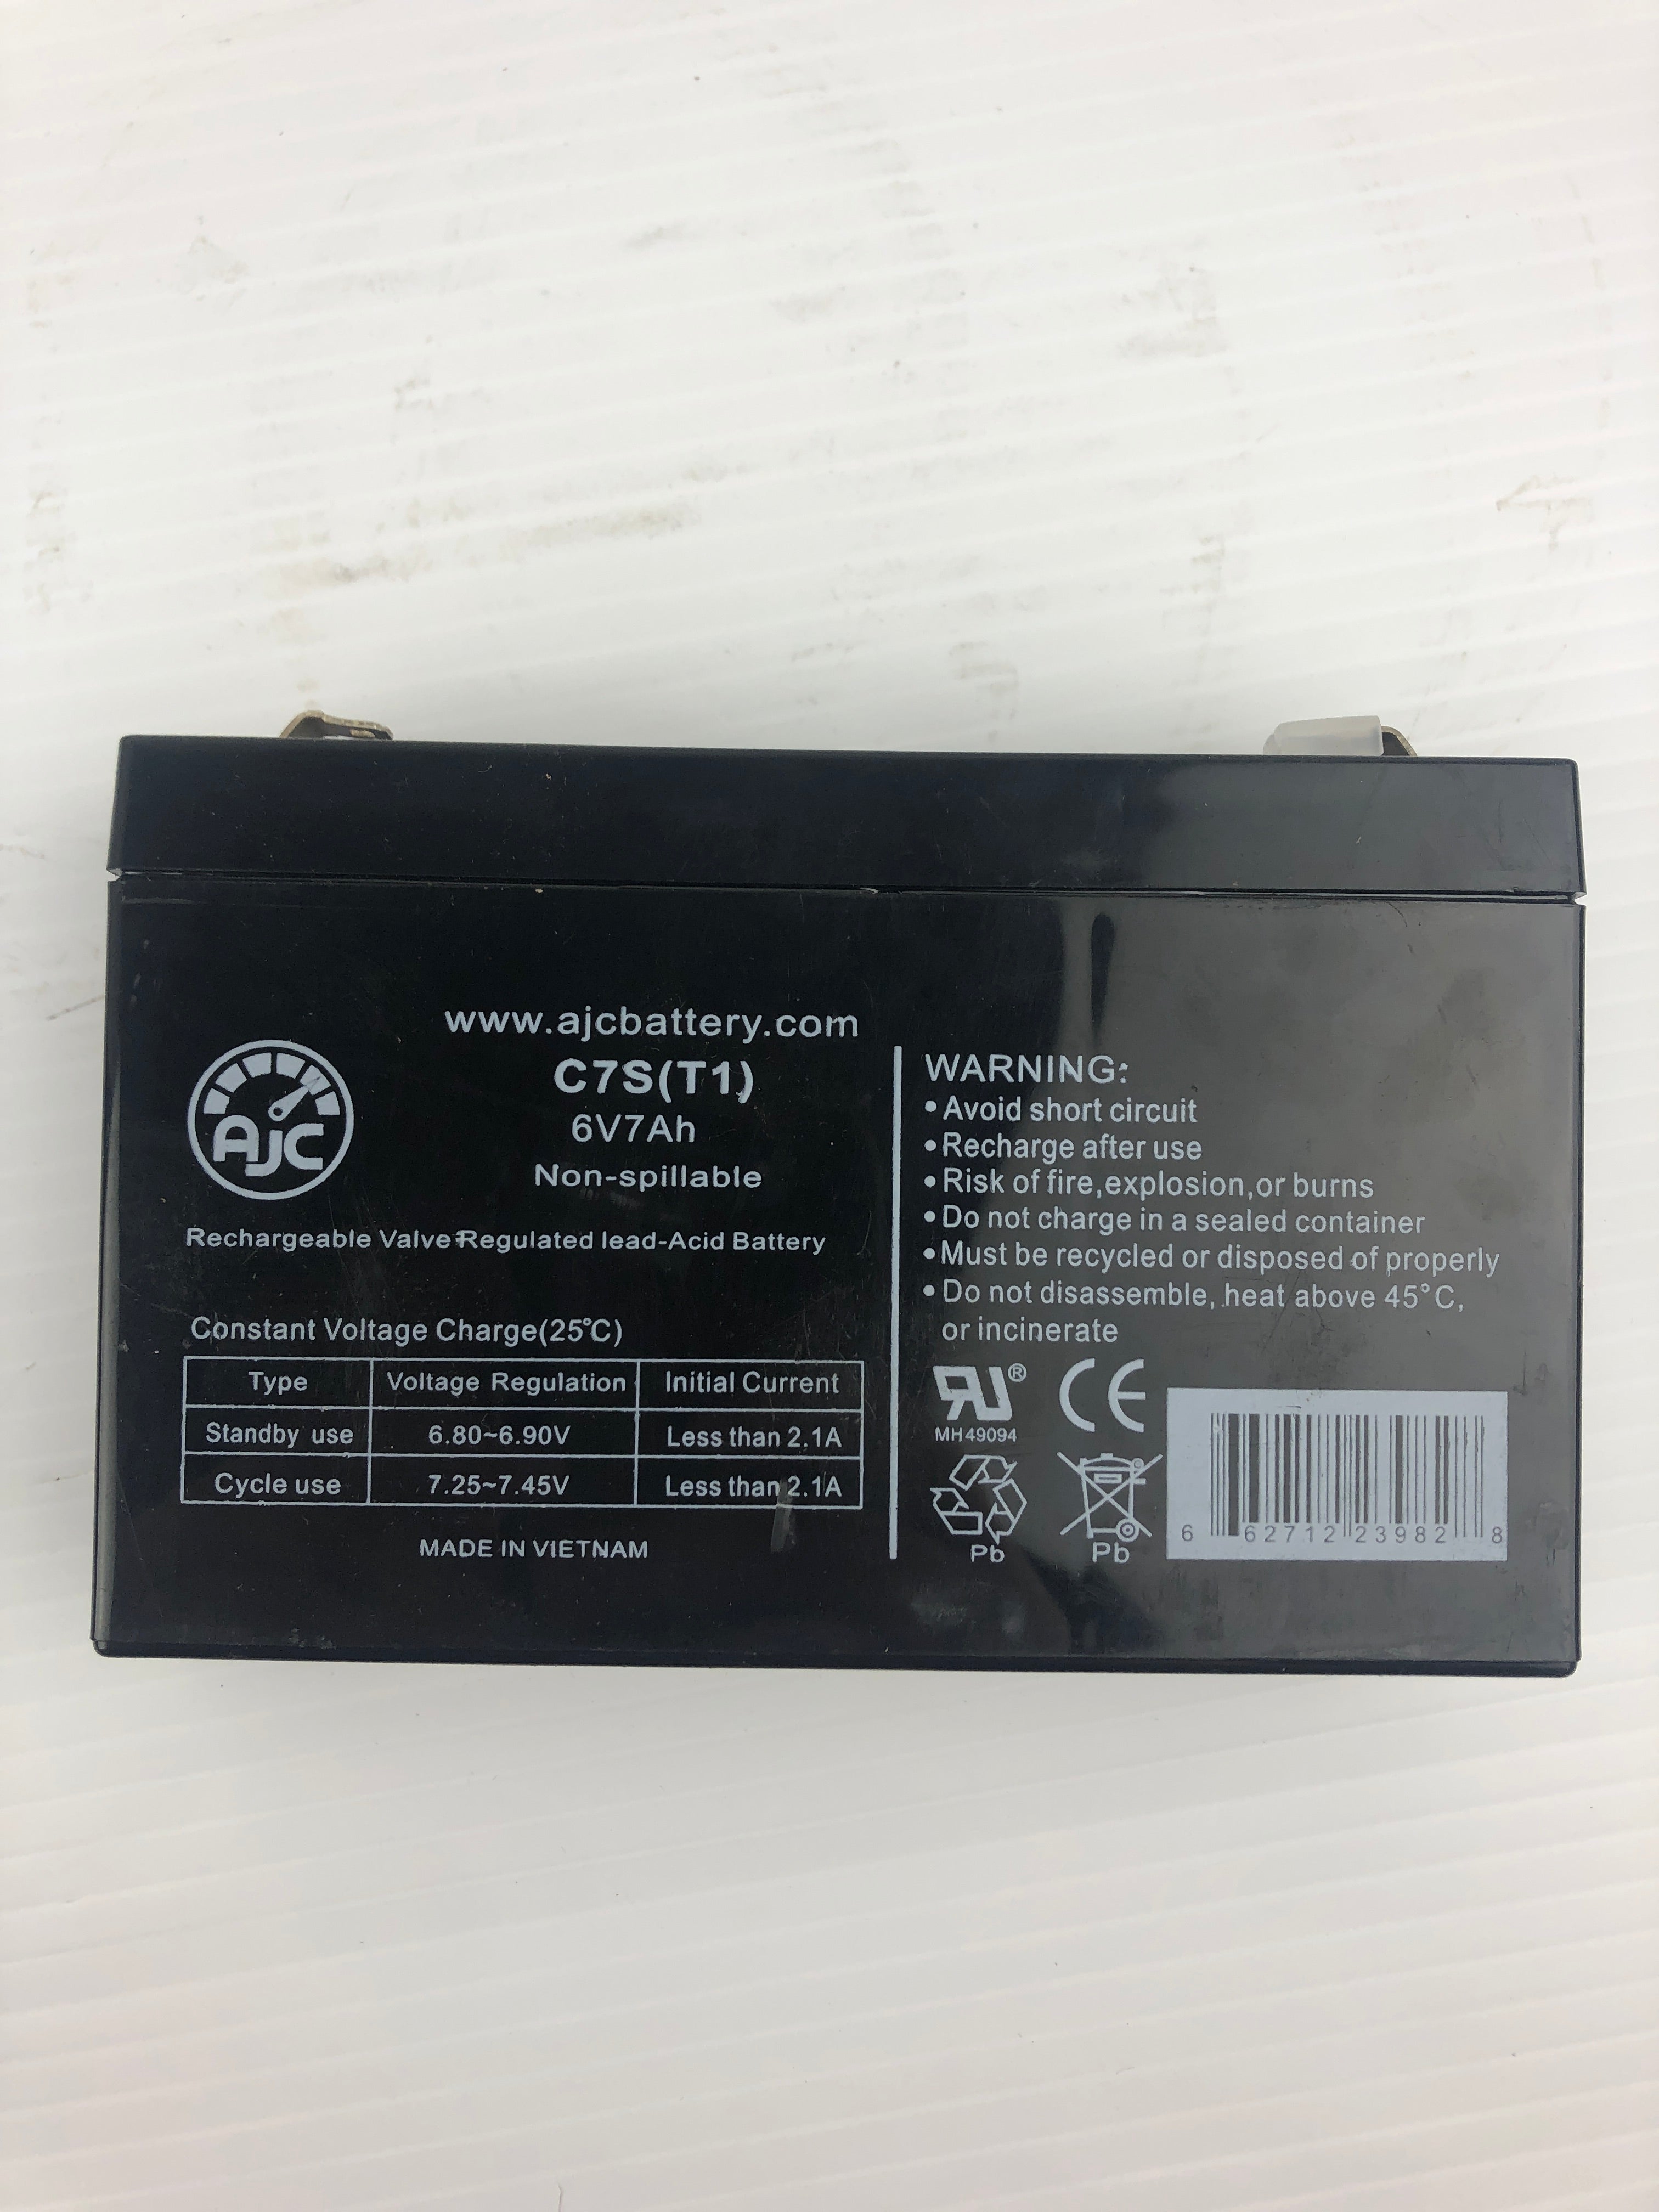 www.ajcbattery.com
AJC
C7S(T1)
6V7Ah
Non-spillable
Rechargeable Valve-Regulated lead-Acid Battery
Constant Voltage Charge(25℃)
Type Voltage Regulation Initial Current
Standby use 6.80~6.90V Less than 2.1A
Cycle use 7.25~7.45V Less than 2.1A
MADE IN VIETNAM
WARNING:
• Avoid short circuit
• Recharge after use
• Risk of fire,explosion,or burns
• Do not charge in a sealed container
• Must be recycled or disposed of properly
• Do not disassemble, heat above 45°C,
or incinerate
RU® CE
MH49094
Pb Pb
6 62712 23982 8